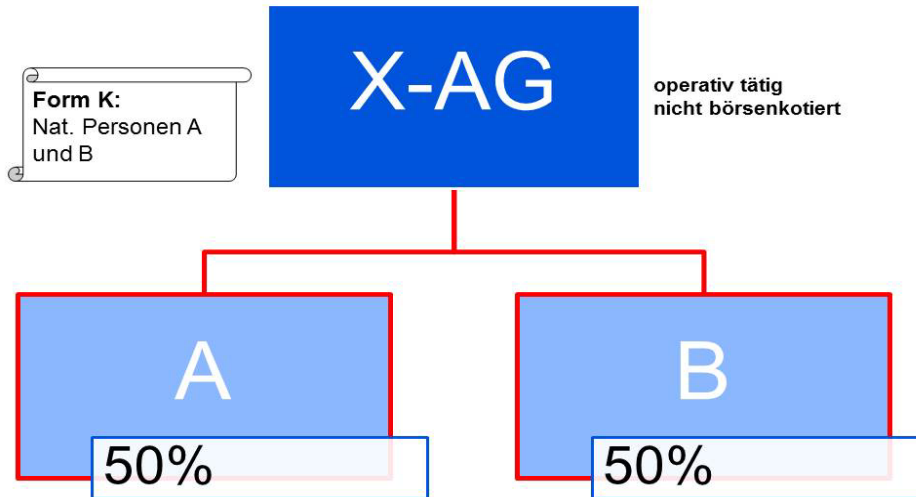 X-AG
Form K:
Nat. Personen A
und B
operativ tätig
nicht börsenkotiert
A
B
50%
50%